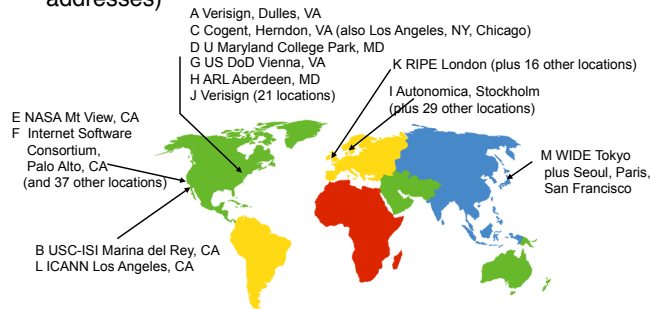 addresses)
A Verisign, Dulles, VA
C Cogent, Herndon, VA (also Los Angeles, NY, Chicago)
D U Maryland College Park, MD
G US DoD Vienna, VA
H ARL Aberdeen, MD
J Verisign (21 locations)
K RIPE London (plus 16 other locations)
I Autonomica, Stockholm
(plus 29 other locations)
E NASA Mt View, CA
F Internet Software
Consortium,
Palo Alto, CA
(and 37 other locations)
M WIDE Tokyo
plus Seoul, Paris,
San Francisco
B USC-ISI Marina del Rey, CA
L ICANN Los Angeles, CA